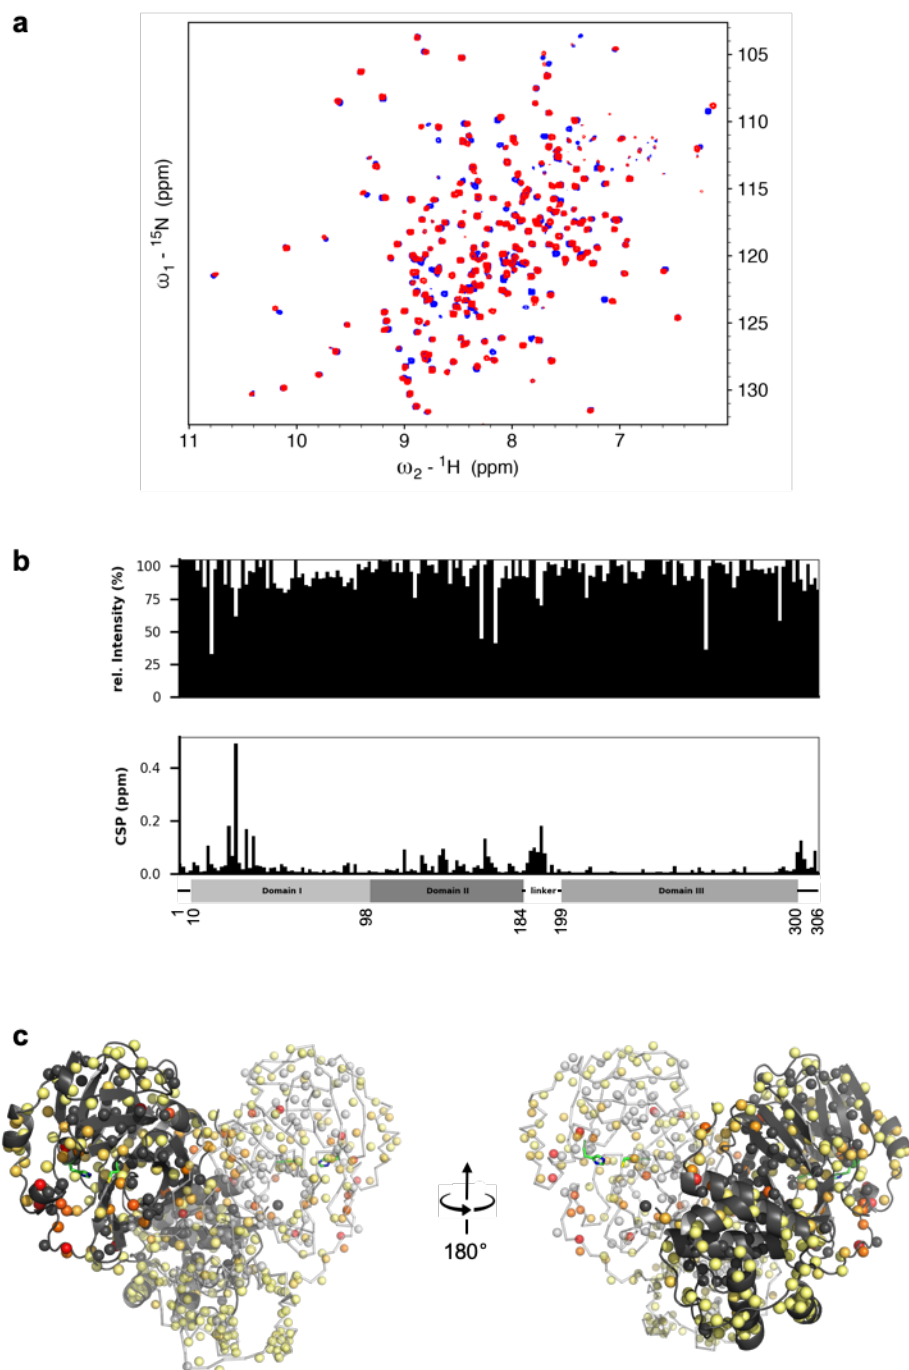 a
105
110
115
120
125
130
ω1 - 15N (ppm)
11 10 9 8 7
ω2 - 1H (ppm)
b
100
75
50
25
0
rel. Intensity (%)
0.4
0.2
0.0
CSP (ppm)
Domain I Domain II linker Domain III
1 10 98 184 199 300 306
c
180°